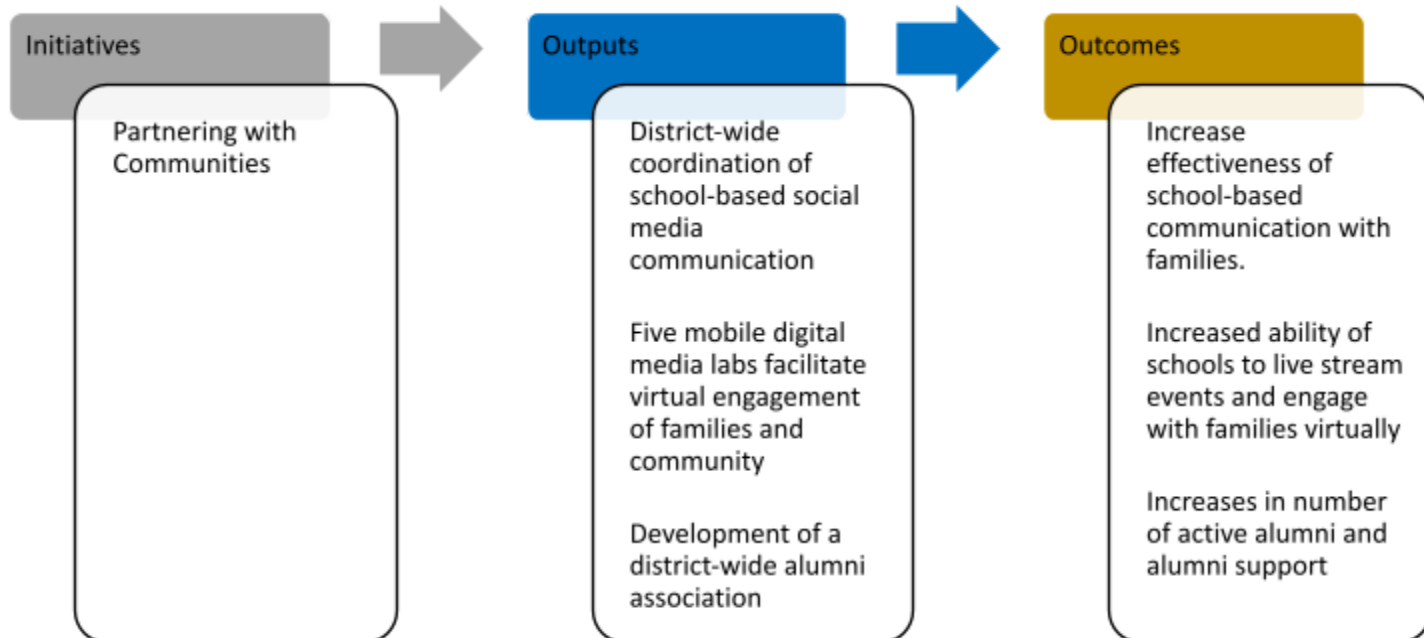 Initiatives
Partnering with
Communities
Outputs
District-wide
coordination of
school-based social
media
communication
Five mobile digital
media labs facilitate
virtual engagement
of families and
community
Development of a
district-wide alumni
association
Outcomes
Increase
effectiveness of
school-based
communication with
families.
Increased ability of
schools to live stream
events and engage
with families virtually
Increases in number
of active alumni and
alumni support